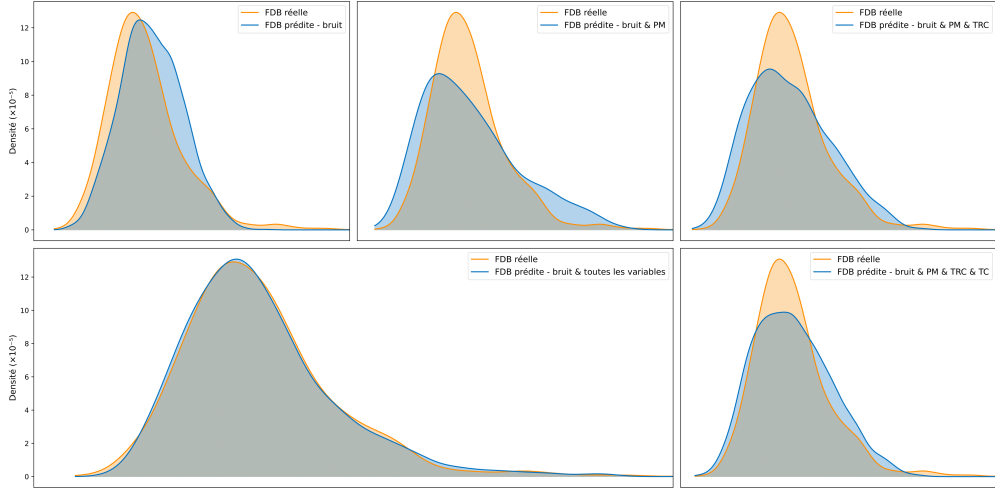 FDB réelle
FDB prédite - bruit
Densité (×10⁻⁵)
12
10
8
6
4
2
0
FDB réelle
FDB prédite - bruit & PM
FDB réelle
FDB prédite - bruit & PM & TRC
FDB réelle
FDB prédite - bruit & toutes les variables
Densité (×10⁻⁵)
12
10
8
6
4
2
0
FDB réelle
FDB prédite - bruit & PM & TRC & TC